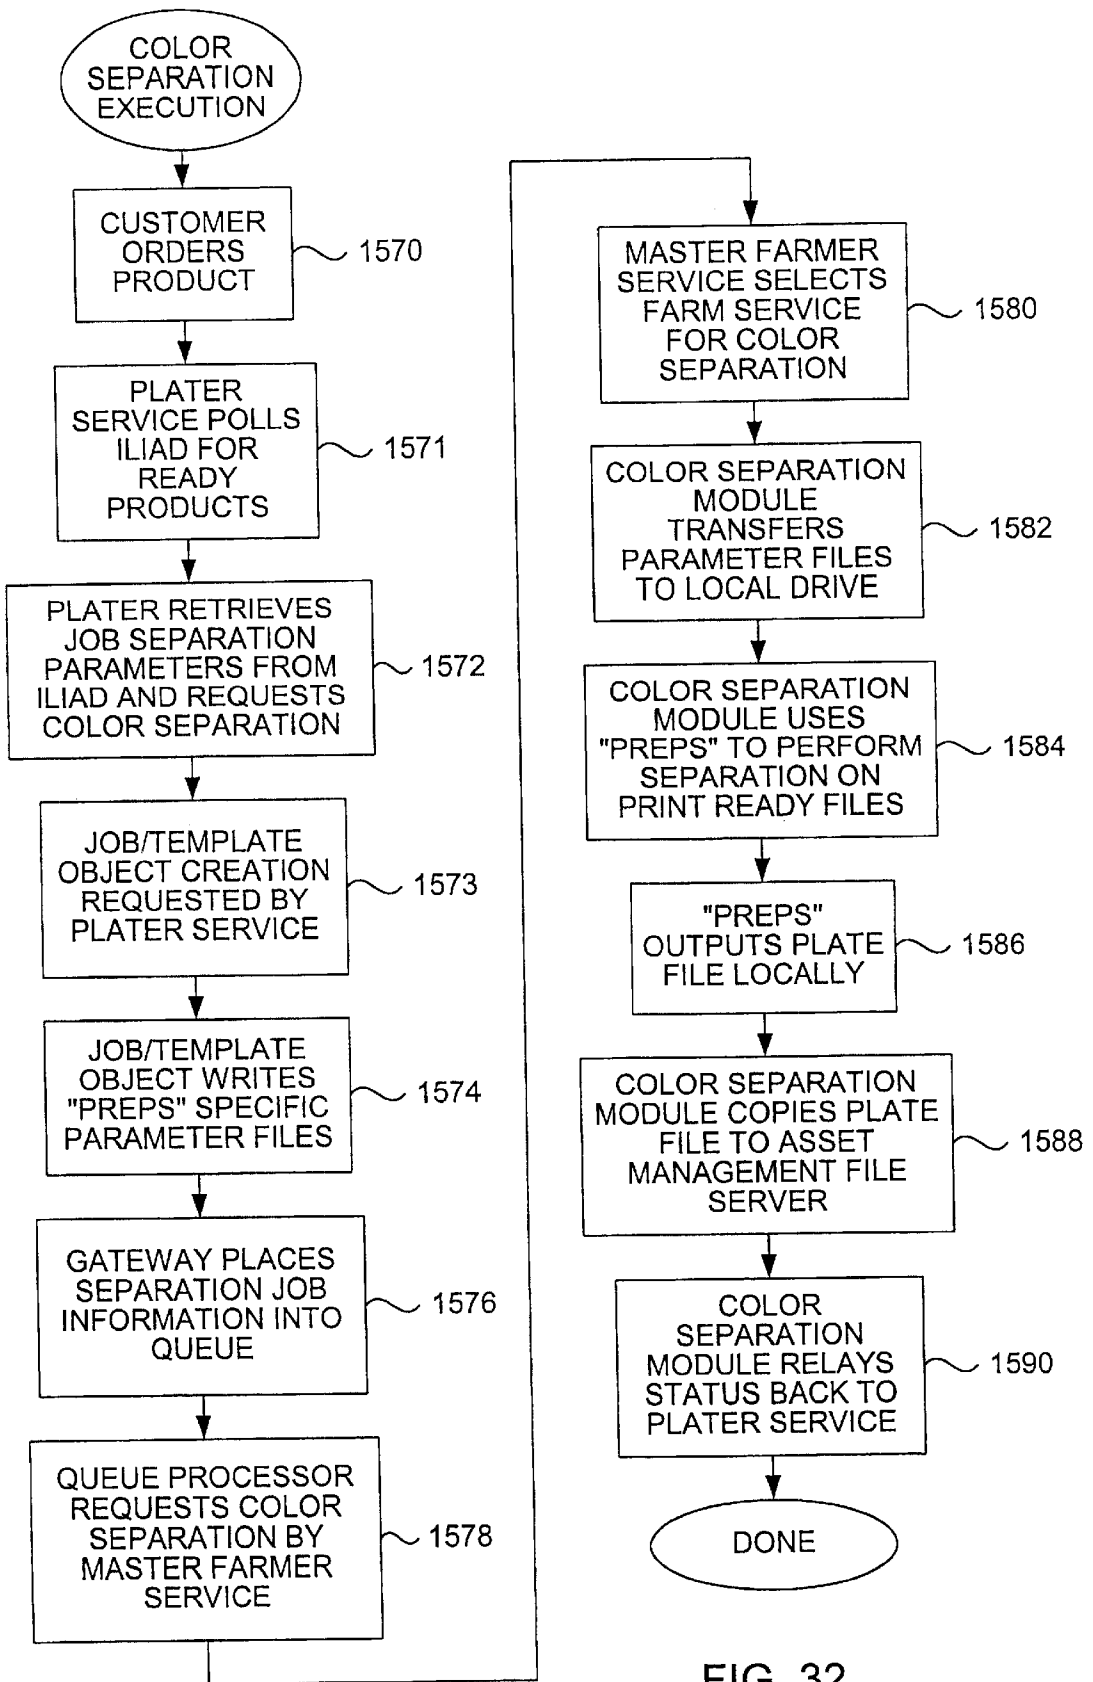 COLOR
SEPARATION
EXECUTION
CUSTOMER
ORDERS
PRODUCT
1570
PLATER
SERVICE POLLS
ILIAD FOR
READY
PRODUCTS
1571
PLATER RETRIEVES
JOB SEPARATION
PARAMETERS FROM
ILIAD AND REQUESTS
COLOR SEPARATION
1572
JOB/TEMPLATE
OBJECT CREATION
REQUESTED BY
PLATER SERVICE
1573
JOB/TEMPLATE
OBJECT WRITES
"PREPS" SPECIFIC
PARAMETER FILES
1574
GATEWAY PLACES
SEPARATION JOB
INFORMATION INTO
QUEUE
1576
QUEUE PROCESSOR
REQUESTS COLOR
SEPARATION BY
MASTER FARMER
SERVICE
1578
MASTER FARMER
SERVICE SELECTS
FARM SERVICE
FOR COLOR
SEPARATION
1580
COLOR SEPARATION
MODULE
TRANSFERS
PARAMETER FILES
TO LOCAL DRIVE
1582
COLOR SEPARATION
MODULE USES
"PREPS" TO PERFORM
SEPARATION ON
PRINT READY FILES
1584
"PREPS"
OUTPUTS PLATE
FILE LOCALLY
1586
COLOR SEPARATION
MODULE COPIES PLATE
FILE TO ASSET
MANAGEMENT FILE
SERVER
1588
COLOR
SEPARATION
MODULE RELAYS
STATUS BACK TO
PLATER SERVICE
1590
DONE
FIG. 32